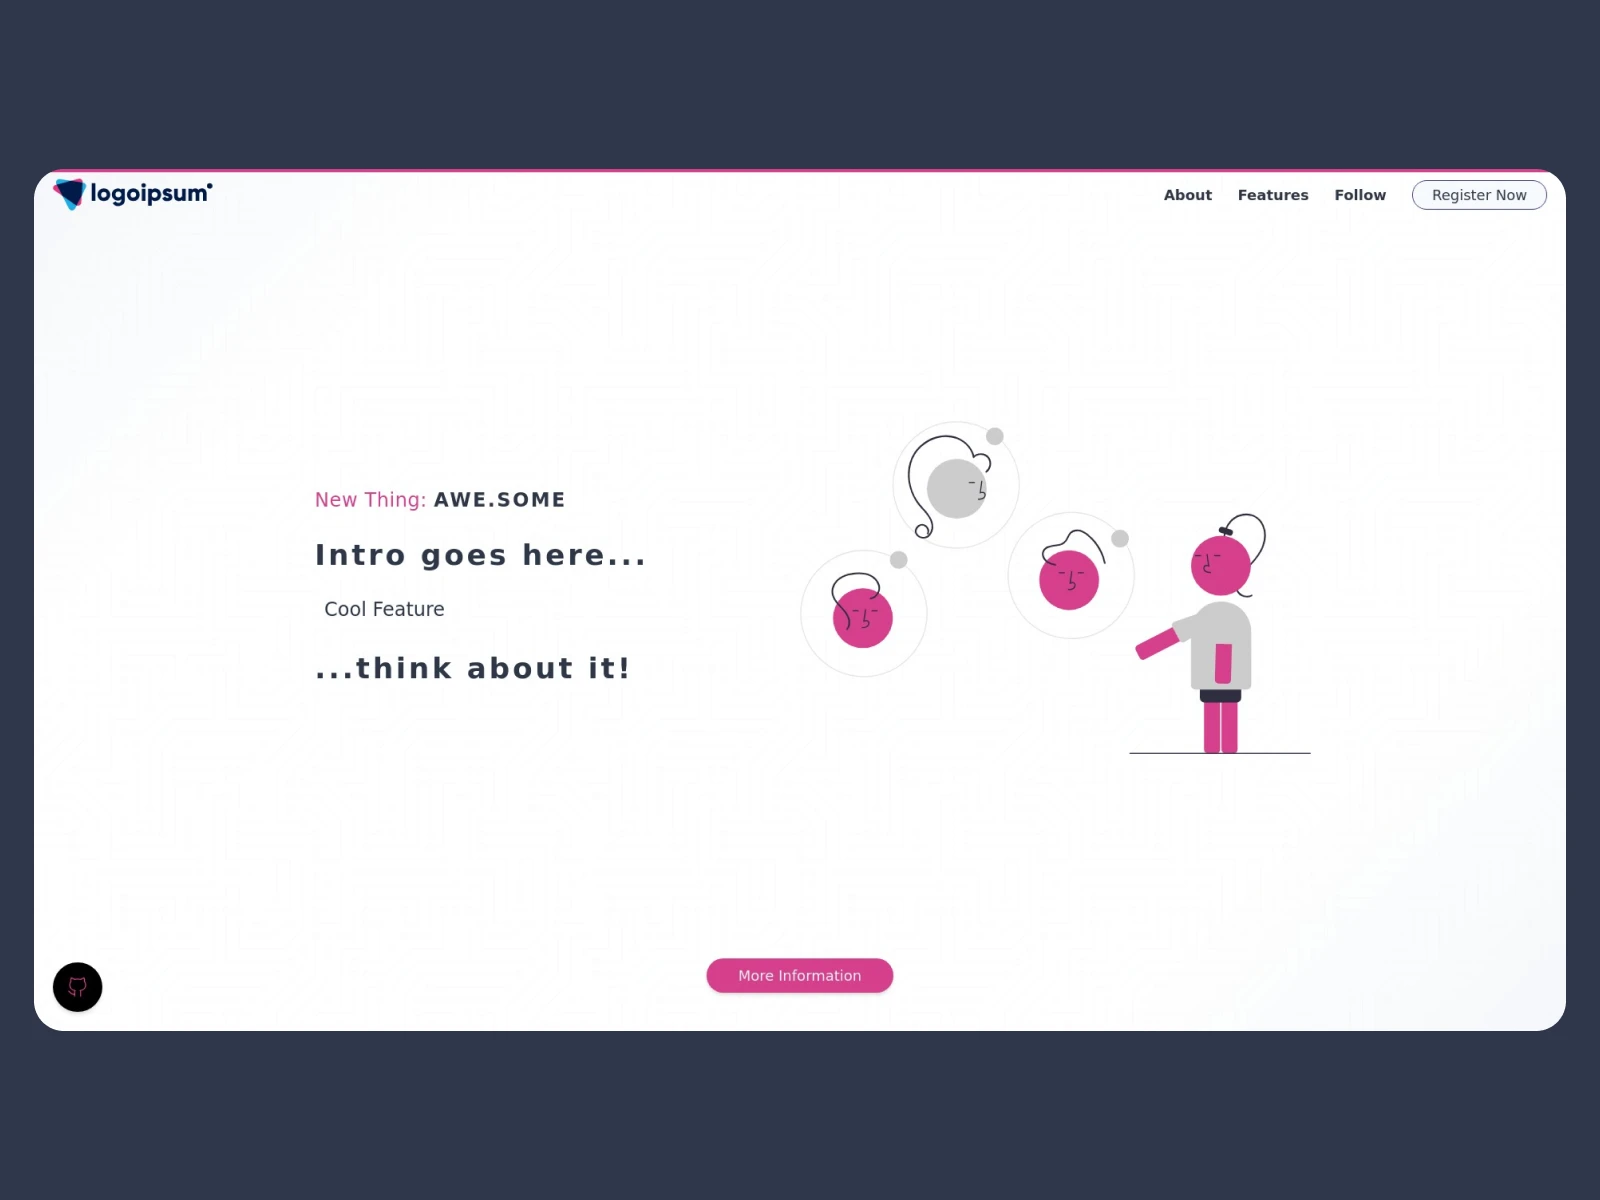 logoipsum
About Features Follow Register Now
New Thing: AWE.SOME
Intro goes here...
Cool Feature
...think about it!
More Information